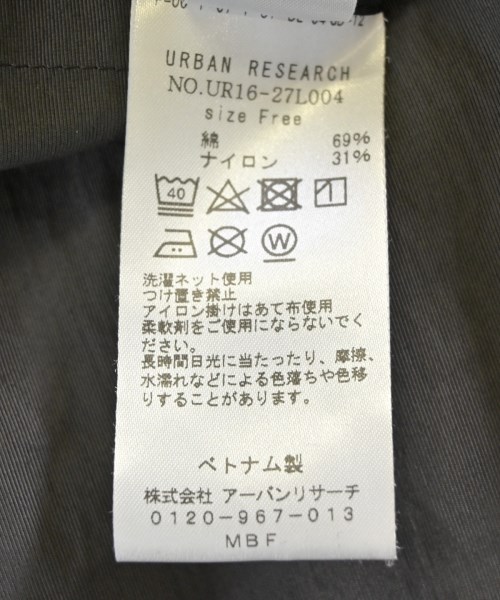 URBAN RESEARCH
NO.UR16-27L004
size Free
綿 69%
ナイロン 31%
40
W
洗濯ネット使用
つけ置き禁止
アイロン掛けはあて布使用
柔軟剤をご使用にならないでく
ださい。
長時間日光に当たったり、摩擦、
水濡れなどによる色落ちや色移
りすることがあります。
ベトナム製
株式会社 アーバンリサーチ
0120-967-013
MBF